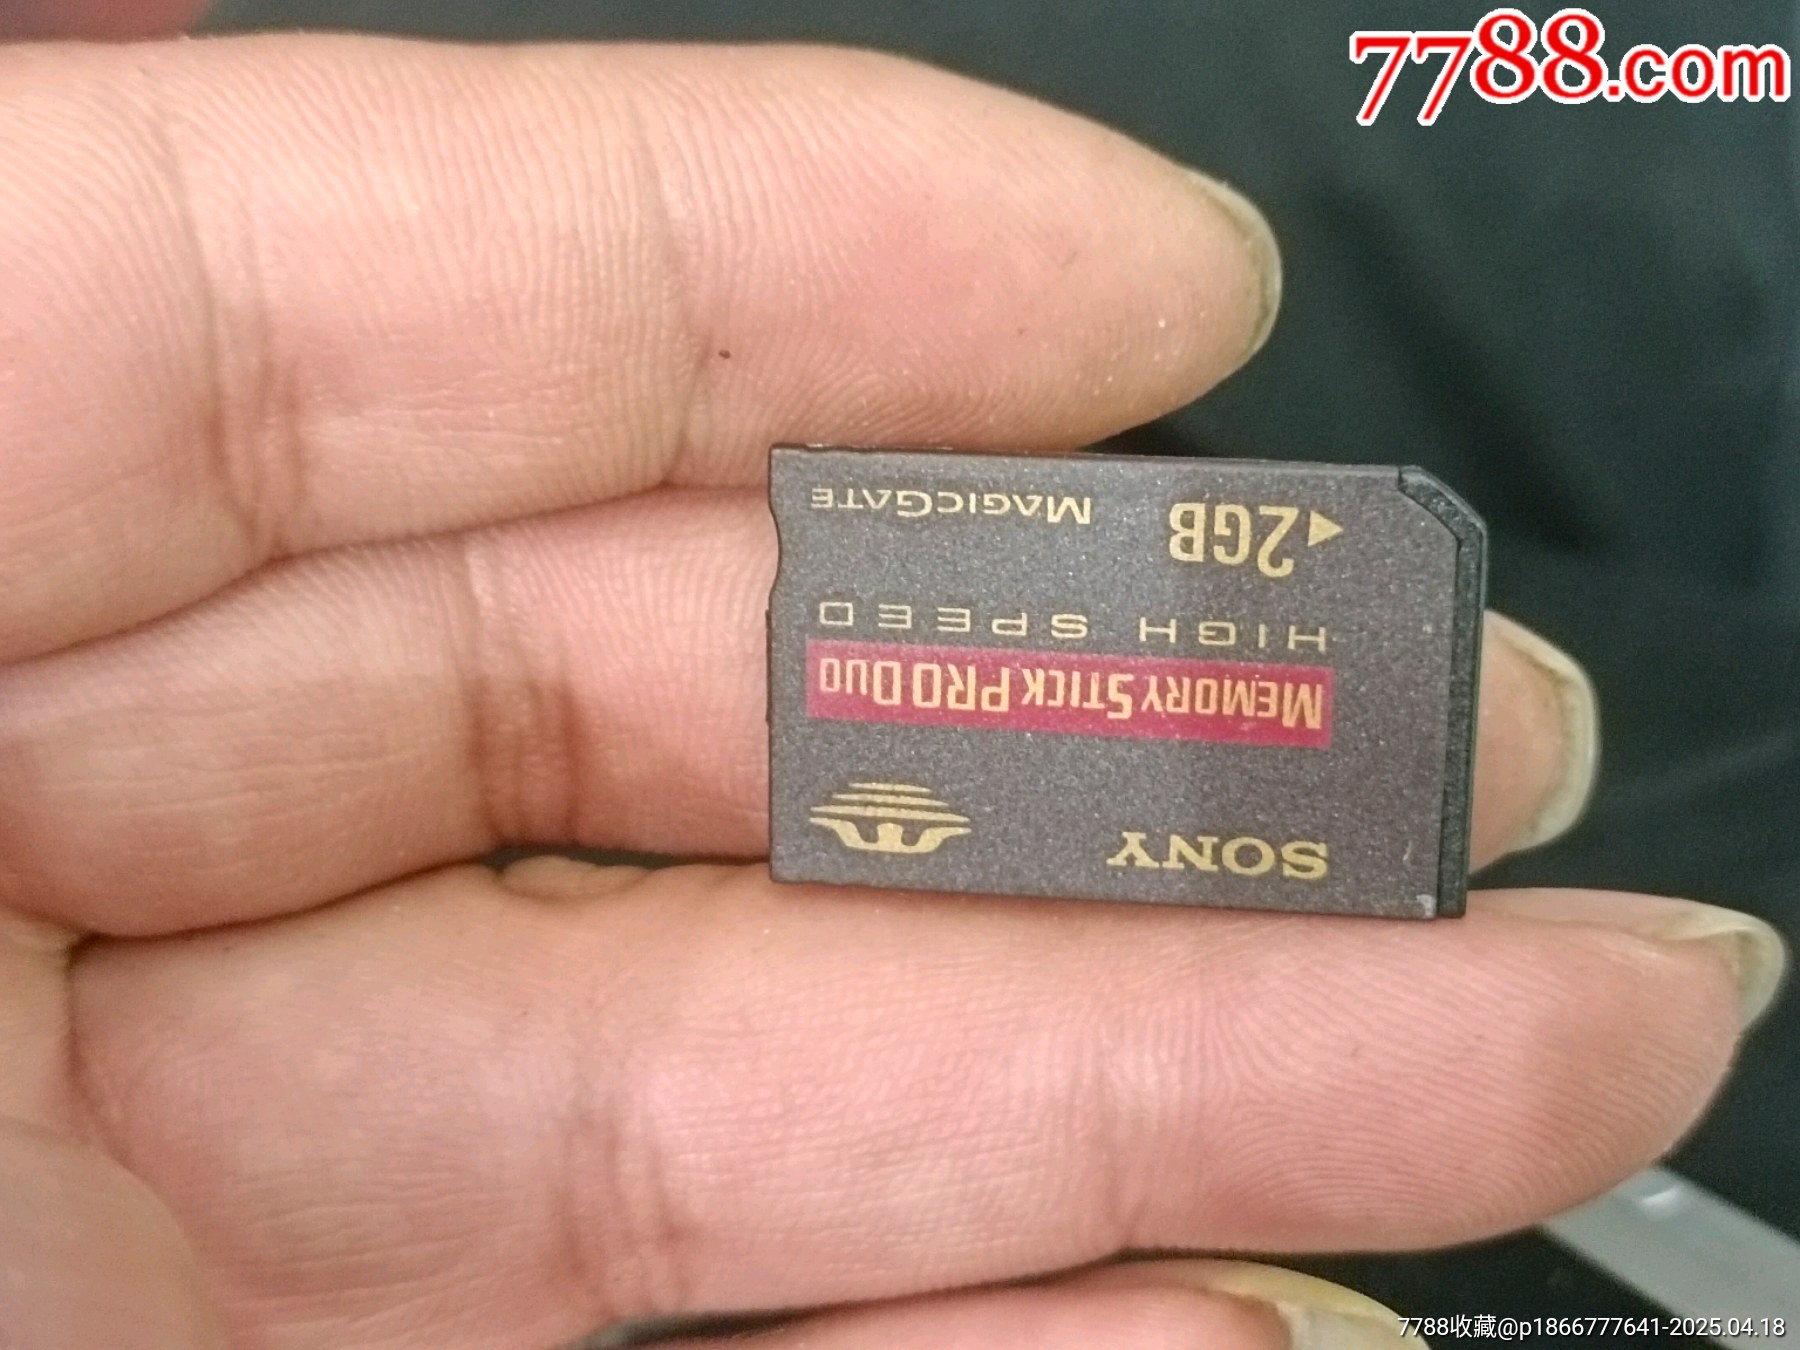 7788.com
SONY
MEMORY STICK PRO DUO
HIGH SPEED
2GB
MAGICGATE
7788收藏@p1866777641-2025.04.18